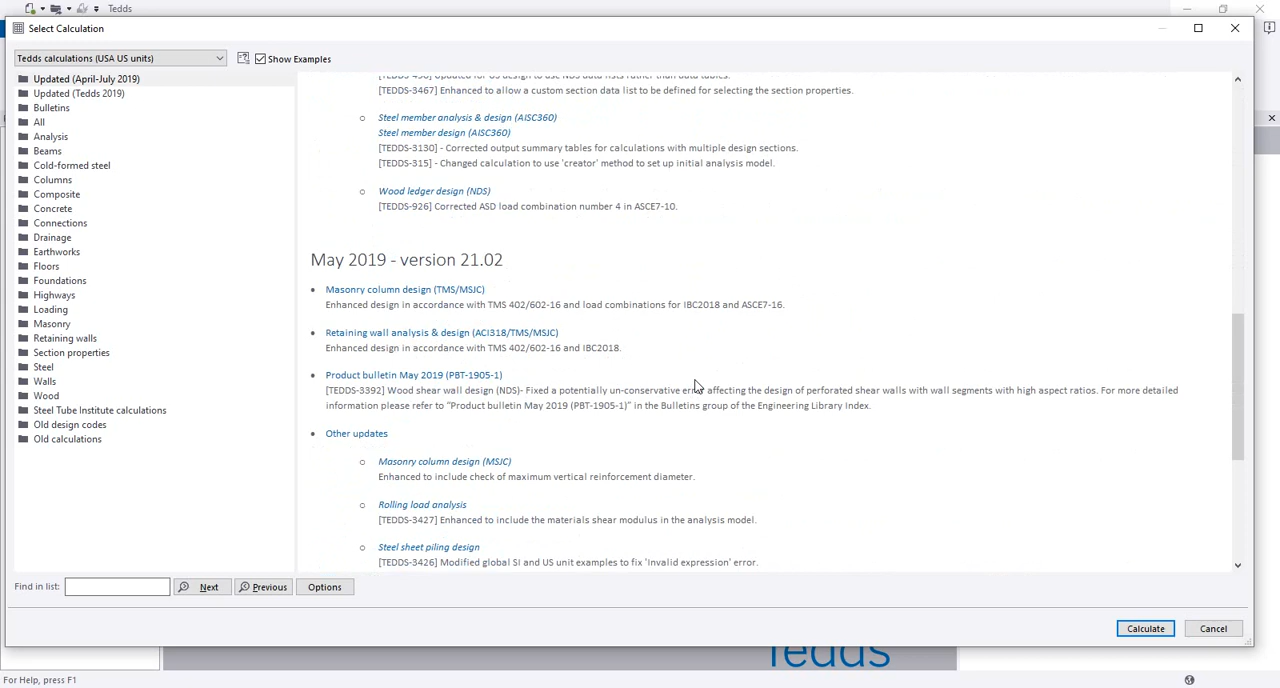 Tedds
Select Calculation
Tedds calculations (USA US units)
Show Examples
Updated (April-July 2019)
Updated (Tedds 2019)
Bulletins
All
Analysis
Beams
Cold-formed steel
Columns
Composite
Concrete
Connections
Drainage
Earthworks
Floors
Foundations
Highways
Loading
Masonry
Retaining walls
Section properties
Steel
Walls
Wood
Steel Tube Institute calculations
Old design codes
Old calculations
Updated for US design to use NDS data lists rather than data tables.
[TEDDS-3467] Enhanced to allow a custom section data list to be defined for selecting the section properties.
Steel member analysis & design (AISC360)
Steel member design (AISC360)
[TEDDS-3130] - Corrected output summary tables for calculations with multiple design sections.
[TEDDS-315] - Changed calculation to use 'creator' method to set up initial analysis model.
Wood ledger design (NDS)
[TEDDS-926] Corrected ASD load combination number 4 in ASCE7-10.
May 2019 - version 21.02
Masonry column design (TMS/MSJC)
Enhanced design in accordance with TMS 402/602-16 and load combinations for IBC2018 and ASCE7-16.
Retaining wall analysis & design (ACI318/TMS/MSJC)
Enhanced design in accordance with TMS 402/602-16 and IBC2018.
Product bulletin May 2019 (PBT-1905-1)
[TEDDS-3392] Wood shear wall design (NDS)- Fixed a potentially un-conservative error affecting the design of perforated shear walls with wall segments with high aspect ratios. For more detailed
information please refer to "Product bulletin May 2019 (PBT-1905-1)" in the Bulletins group of the Engineering Library Index.
Other updates
Masonry column design (MSJC)
Enhanced to include check of maximum vertical reinforcement diameter.
Rolling load analysis
[TEDDS-3427] Enhanced to include the materials shear modulus in the analysis model.
Steel sheet piling design
[TEDDS-3426] Modified global SI and US unit examples to fix 'Invalid expression' error.
Find in list:
Next
Previous
Options
Calculate
Cancel
Tedds
For Help, press F1